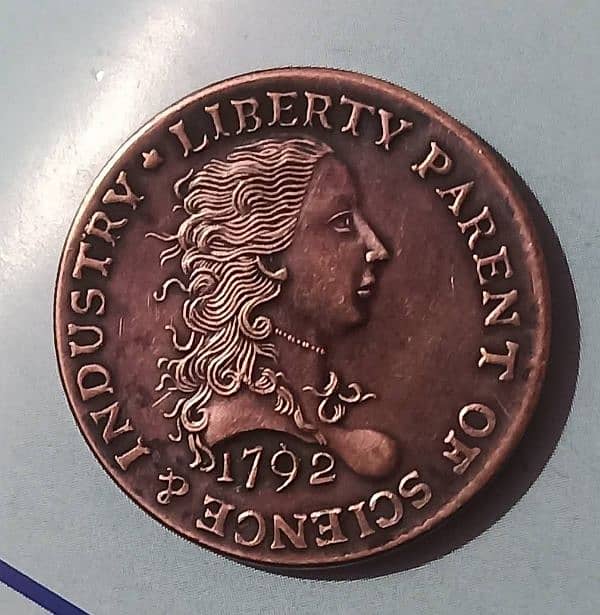 ★ LIBERTY PARENT OF SCIENCE & INDUSTRY
1792